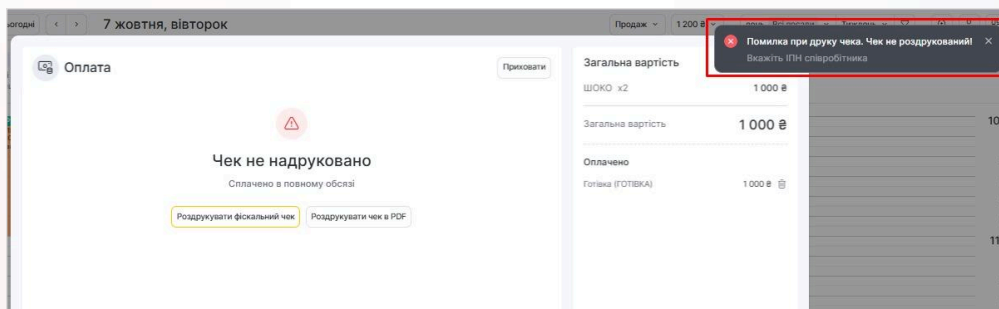 7 жовтня, вівторок
Продаж
1 200 ₴
Помилка при друку чека. Чек не роздрукований!
Вкажіть ІПН співробітника
Оплата
Приховати
Чек не надруковано
Сплачено в повному обсязі
Роздрукувати фіскальний чек
Роздрукувати чек в PDF
Загальна вартість
ШОКО x2
1 000 ₴
Загальна вартість
1 000 ₴
Оплачено
Готівка (ГОТІВКА)
1 000 ₴
10
11